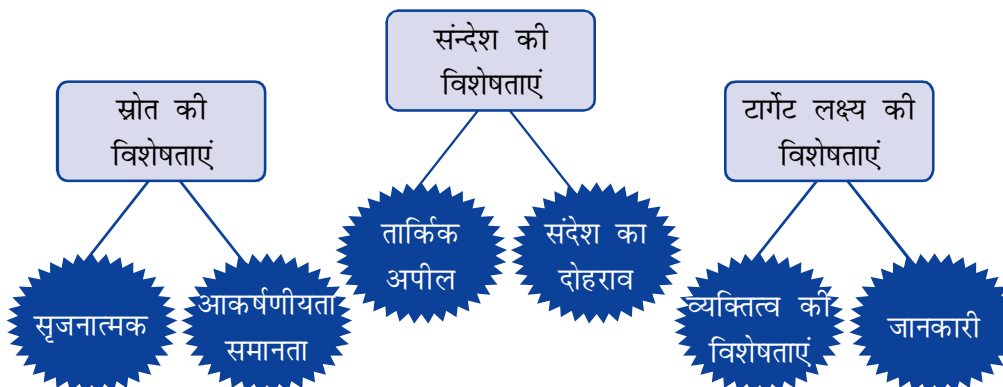 संन्देश की
विशेषताएं
स्रोत की
विशेषताएं
टार्गेट लक्ष्य की
विशेषताएं
तार्किक
अपील
संदेश का
दोहराव
सृजनात्मक
आकर्षणीयता
समानता
व्यक्तित्व की
विशेषताएं
जानकारी